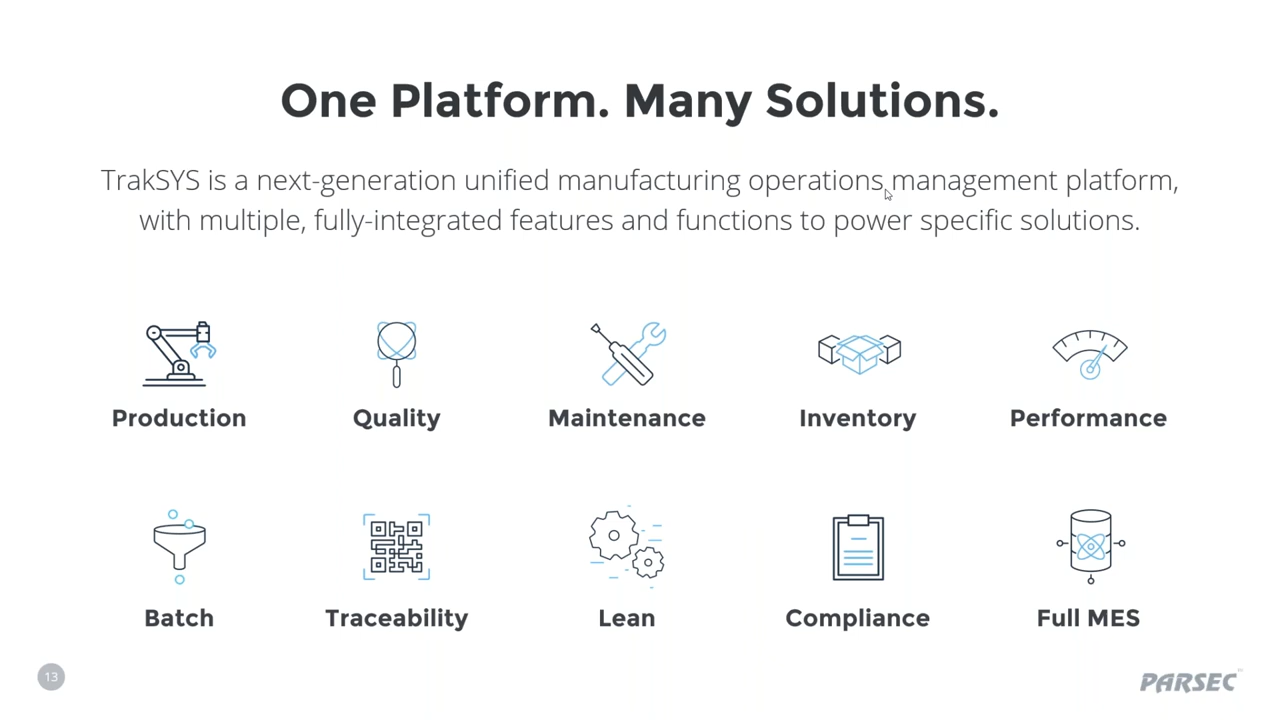 One Platform. Many Solutions.
TrakSYS is a next-generation unified manufacturing operations management platform,
with multiple, fully-integrated features and functions to power specific solutions.
Production
Quality
Maintenance
Inventory
Performance
Batch
Traceability
Lean
Compliance
Full MES
13
PARSEC